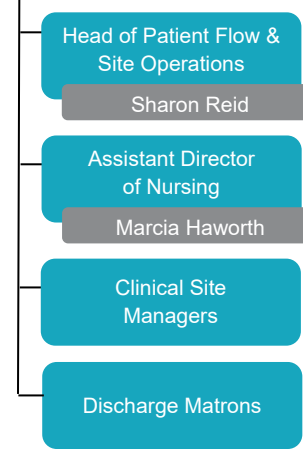 Head of Patient Flow &
Site Operations
Sharon Reid
Assistant Director
of Nursing
Marcia Haworth
Clinical Site
Managers
Discharge Matrons